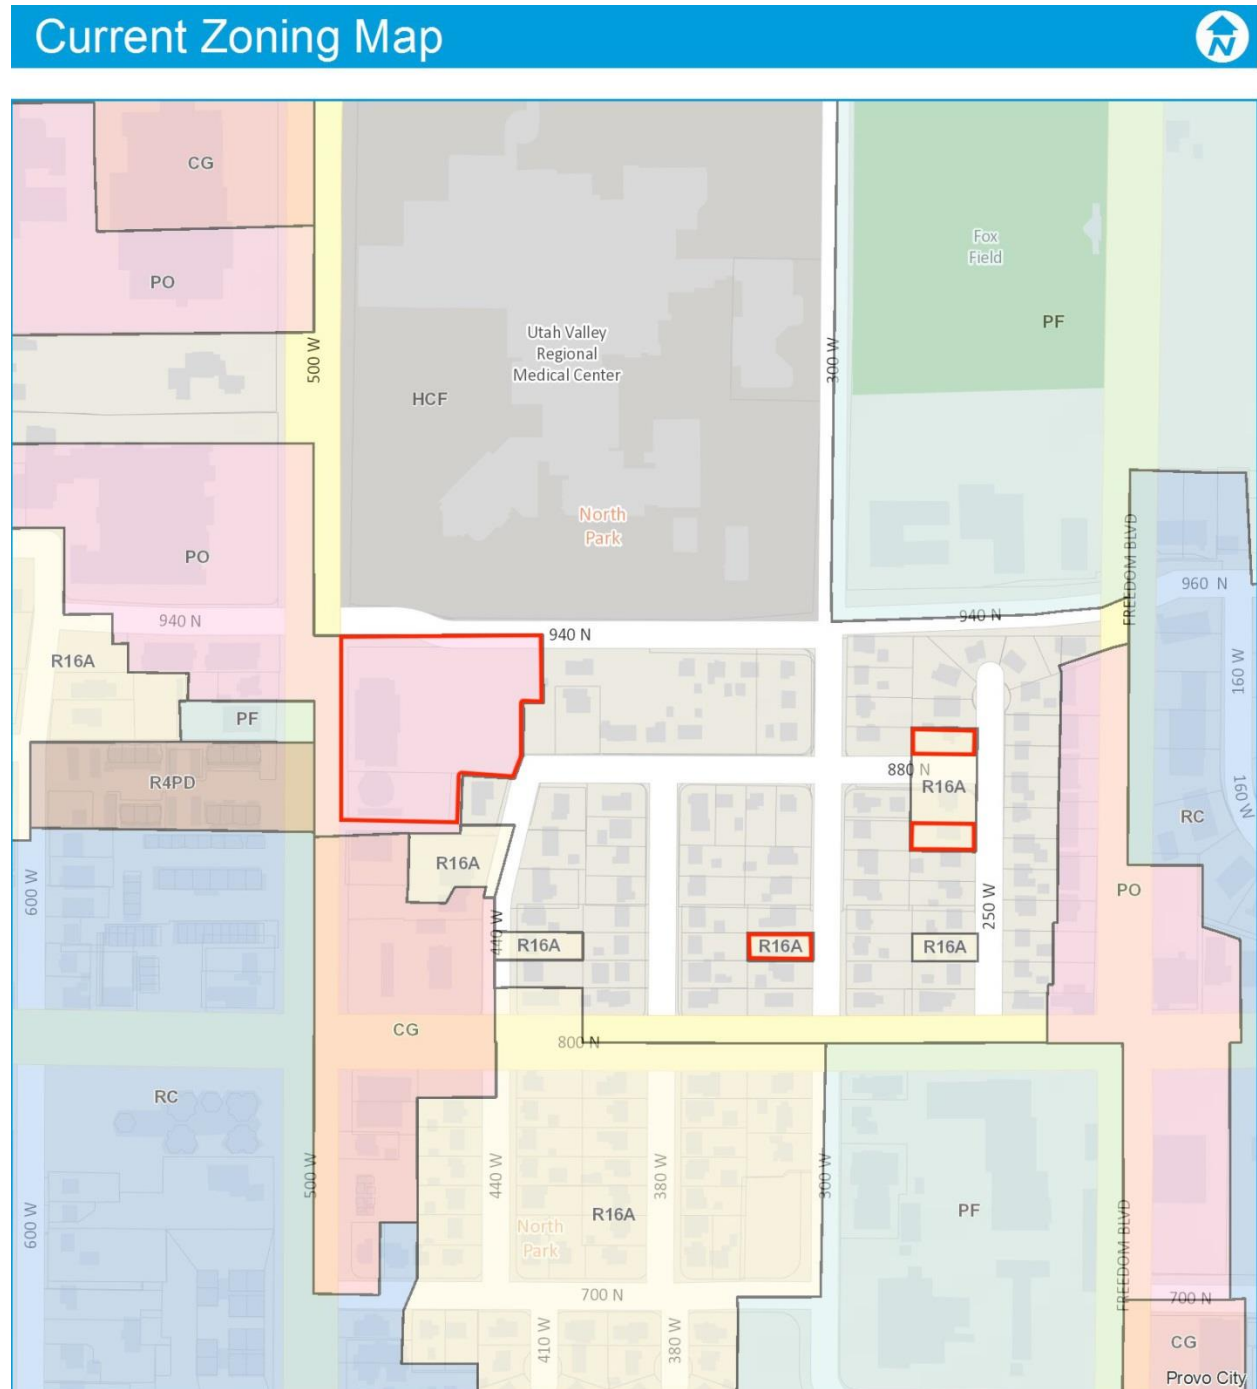 Current Zoning Map
N
CG
PO
500 W
Utah Valley
Regional
Medical Center
HCF
North
Park
300 W
Fox
Field
PF
PO
940 N
R16A
PF
R4PD
940 N
940 N
FREEDOM BLVD
960 N
160 W
160 W
RC
880 N
R16A
250 W
PO
R16A
600 W
440 W
R16A
R16A
R16A
CG
800 N
RC
500 W
600 W
440 W
380 W
300 W
R16A
North
Park
PF
FREEDOM BLVD
700 N
700 N
410 W
380 W
CG
Provo City